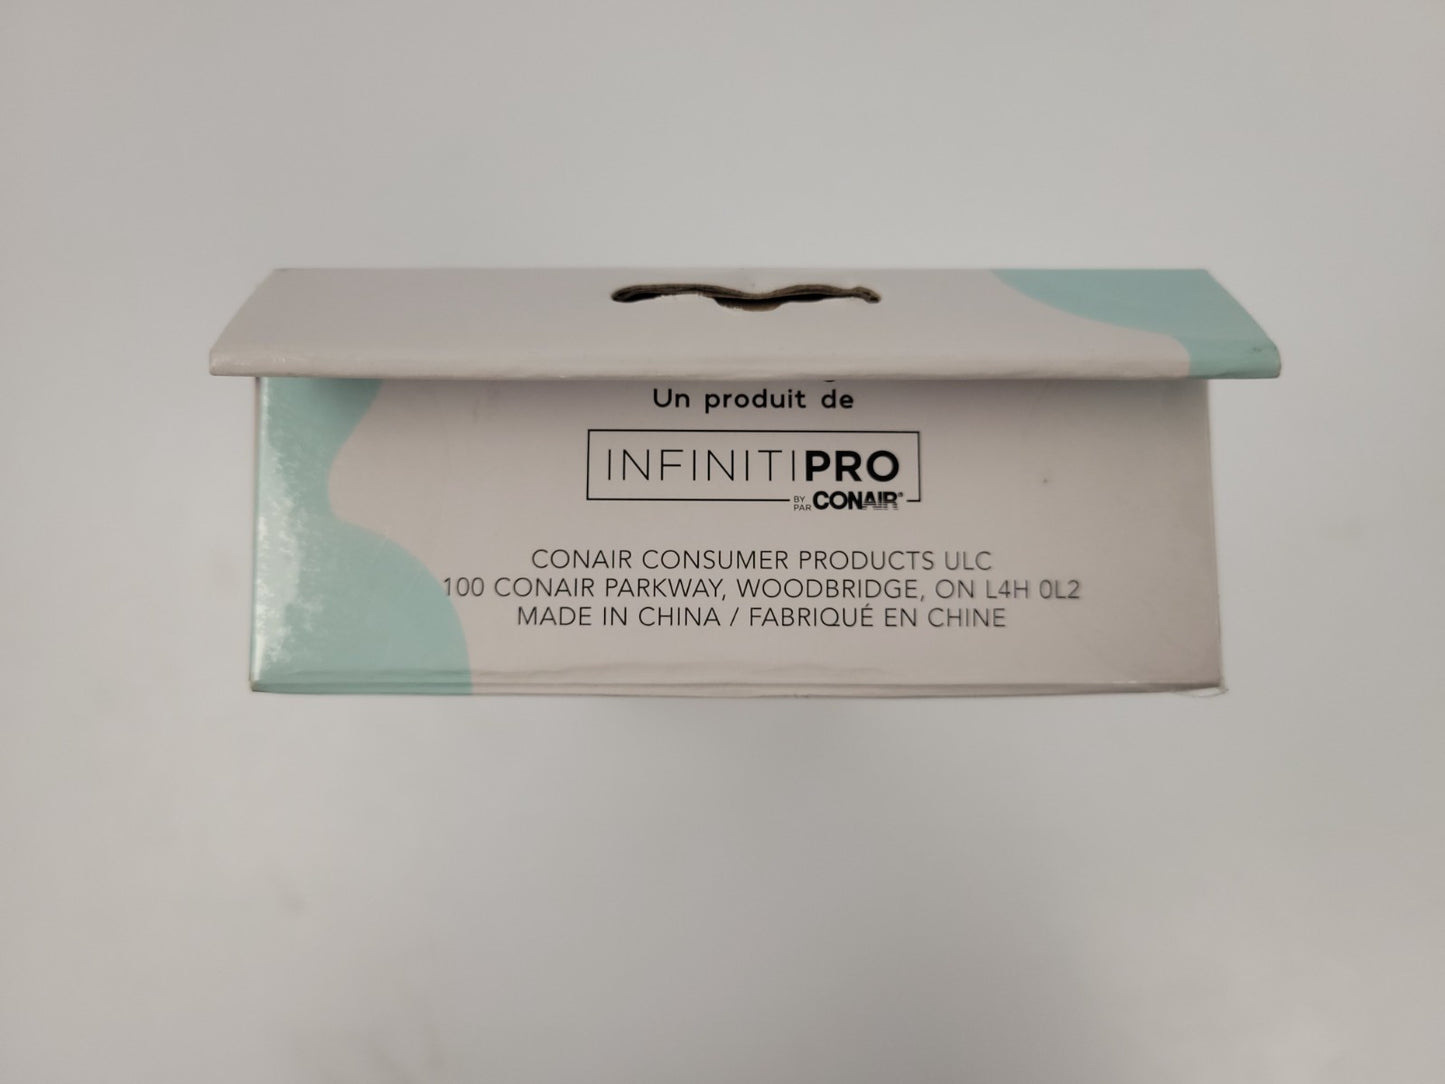 Un produit de
INFINITIPRO
BY
PAR CONAIR®
CONAIR CONSUMER PRODUCTS ULC
100 CONAIR PARKWAY, WOODBRIDGE, ON L4H 0L2
MADE IN CHINA / FABRIQUÉ EN CHINE